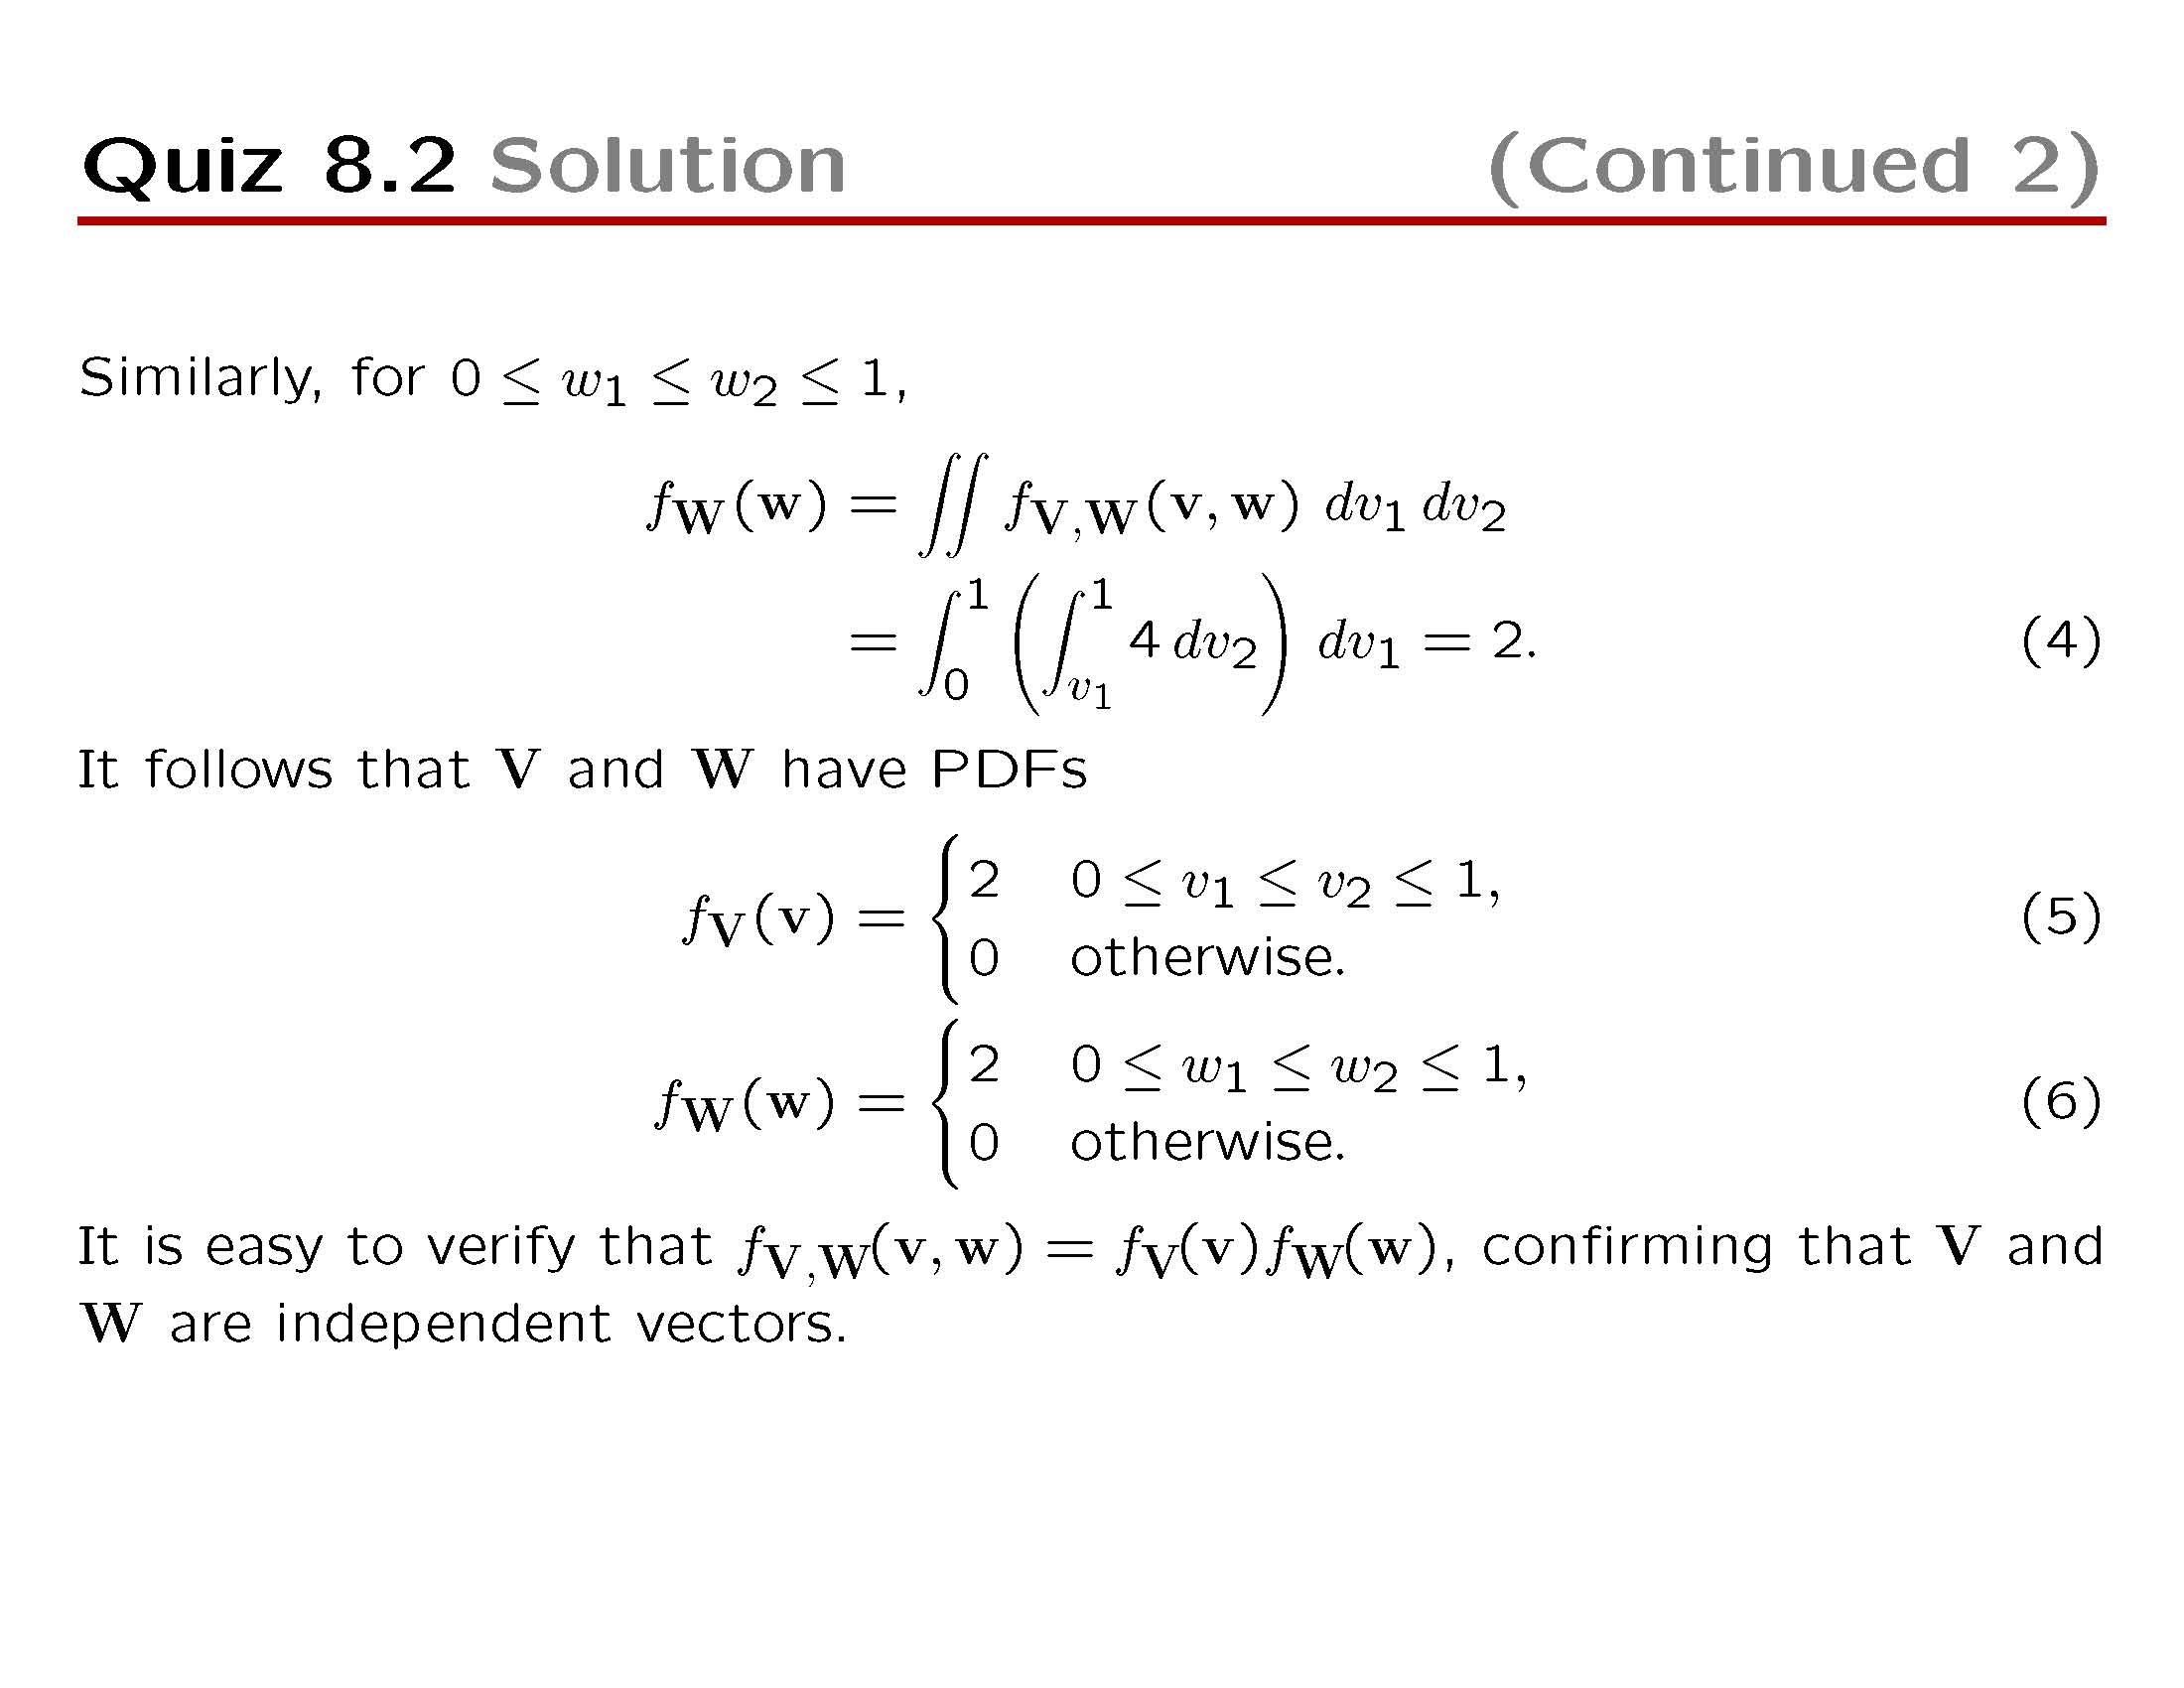 Quiz 8.2 Solution (Continued 2)
Similarly, for 0 ≤ w₁ ≤ w₂ ≤ 1,
f_𝐖(𝐰) = ∬ f_𝐕,𝐖(𝐯, 𝐰) dv₁ dv₂
= ∫₀¹ (∫_{v₁}^1 4 dv₂) dv₁ = 2. (4)
It follows that 𝐕 and 𝐖 have PDFs
f_𝐕(𝐯) = { 2 0 ≤ v₁ ≤ v₂ ≤ 1, (5)
0 otherwise.
f_𝐖(𝐰) = { 2 0 ≤ w₁ ≤ w₂ ≤ 1, (6)
0 otherwise.
It is easy to verify that f_𝐕,𝐖(𝐯, 𝐰) = f_𝐕(𝐯)f_𝐖(𝐰), confirming that 𝐕 and
𝐖 are independent vectors.